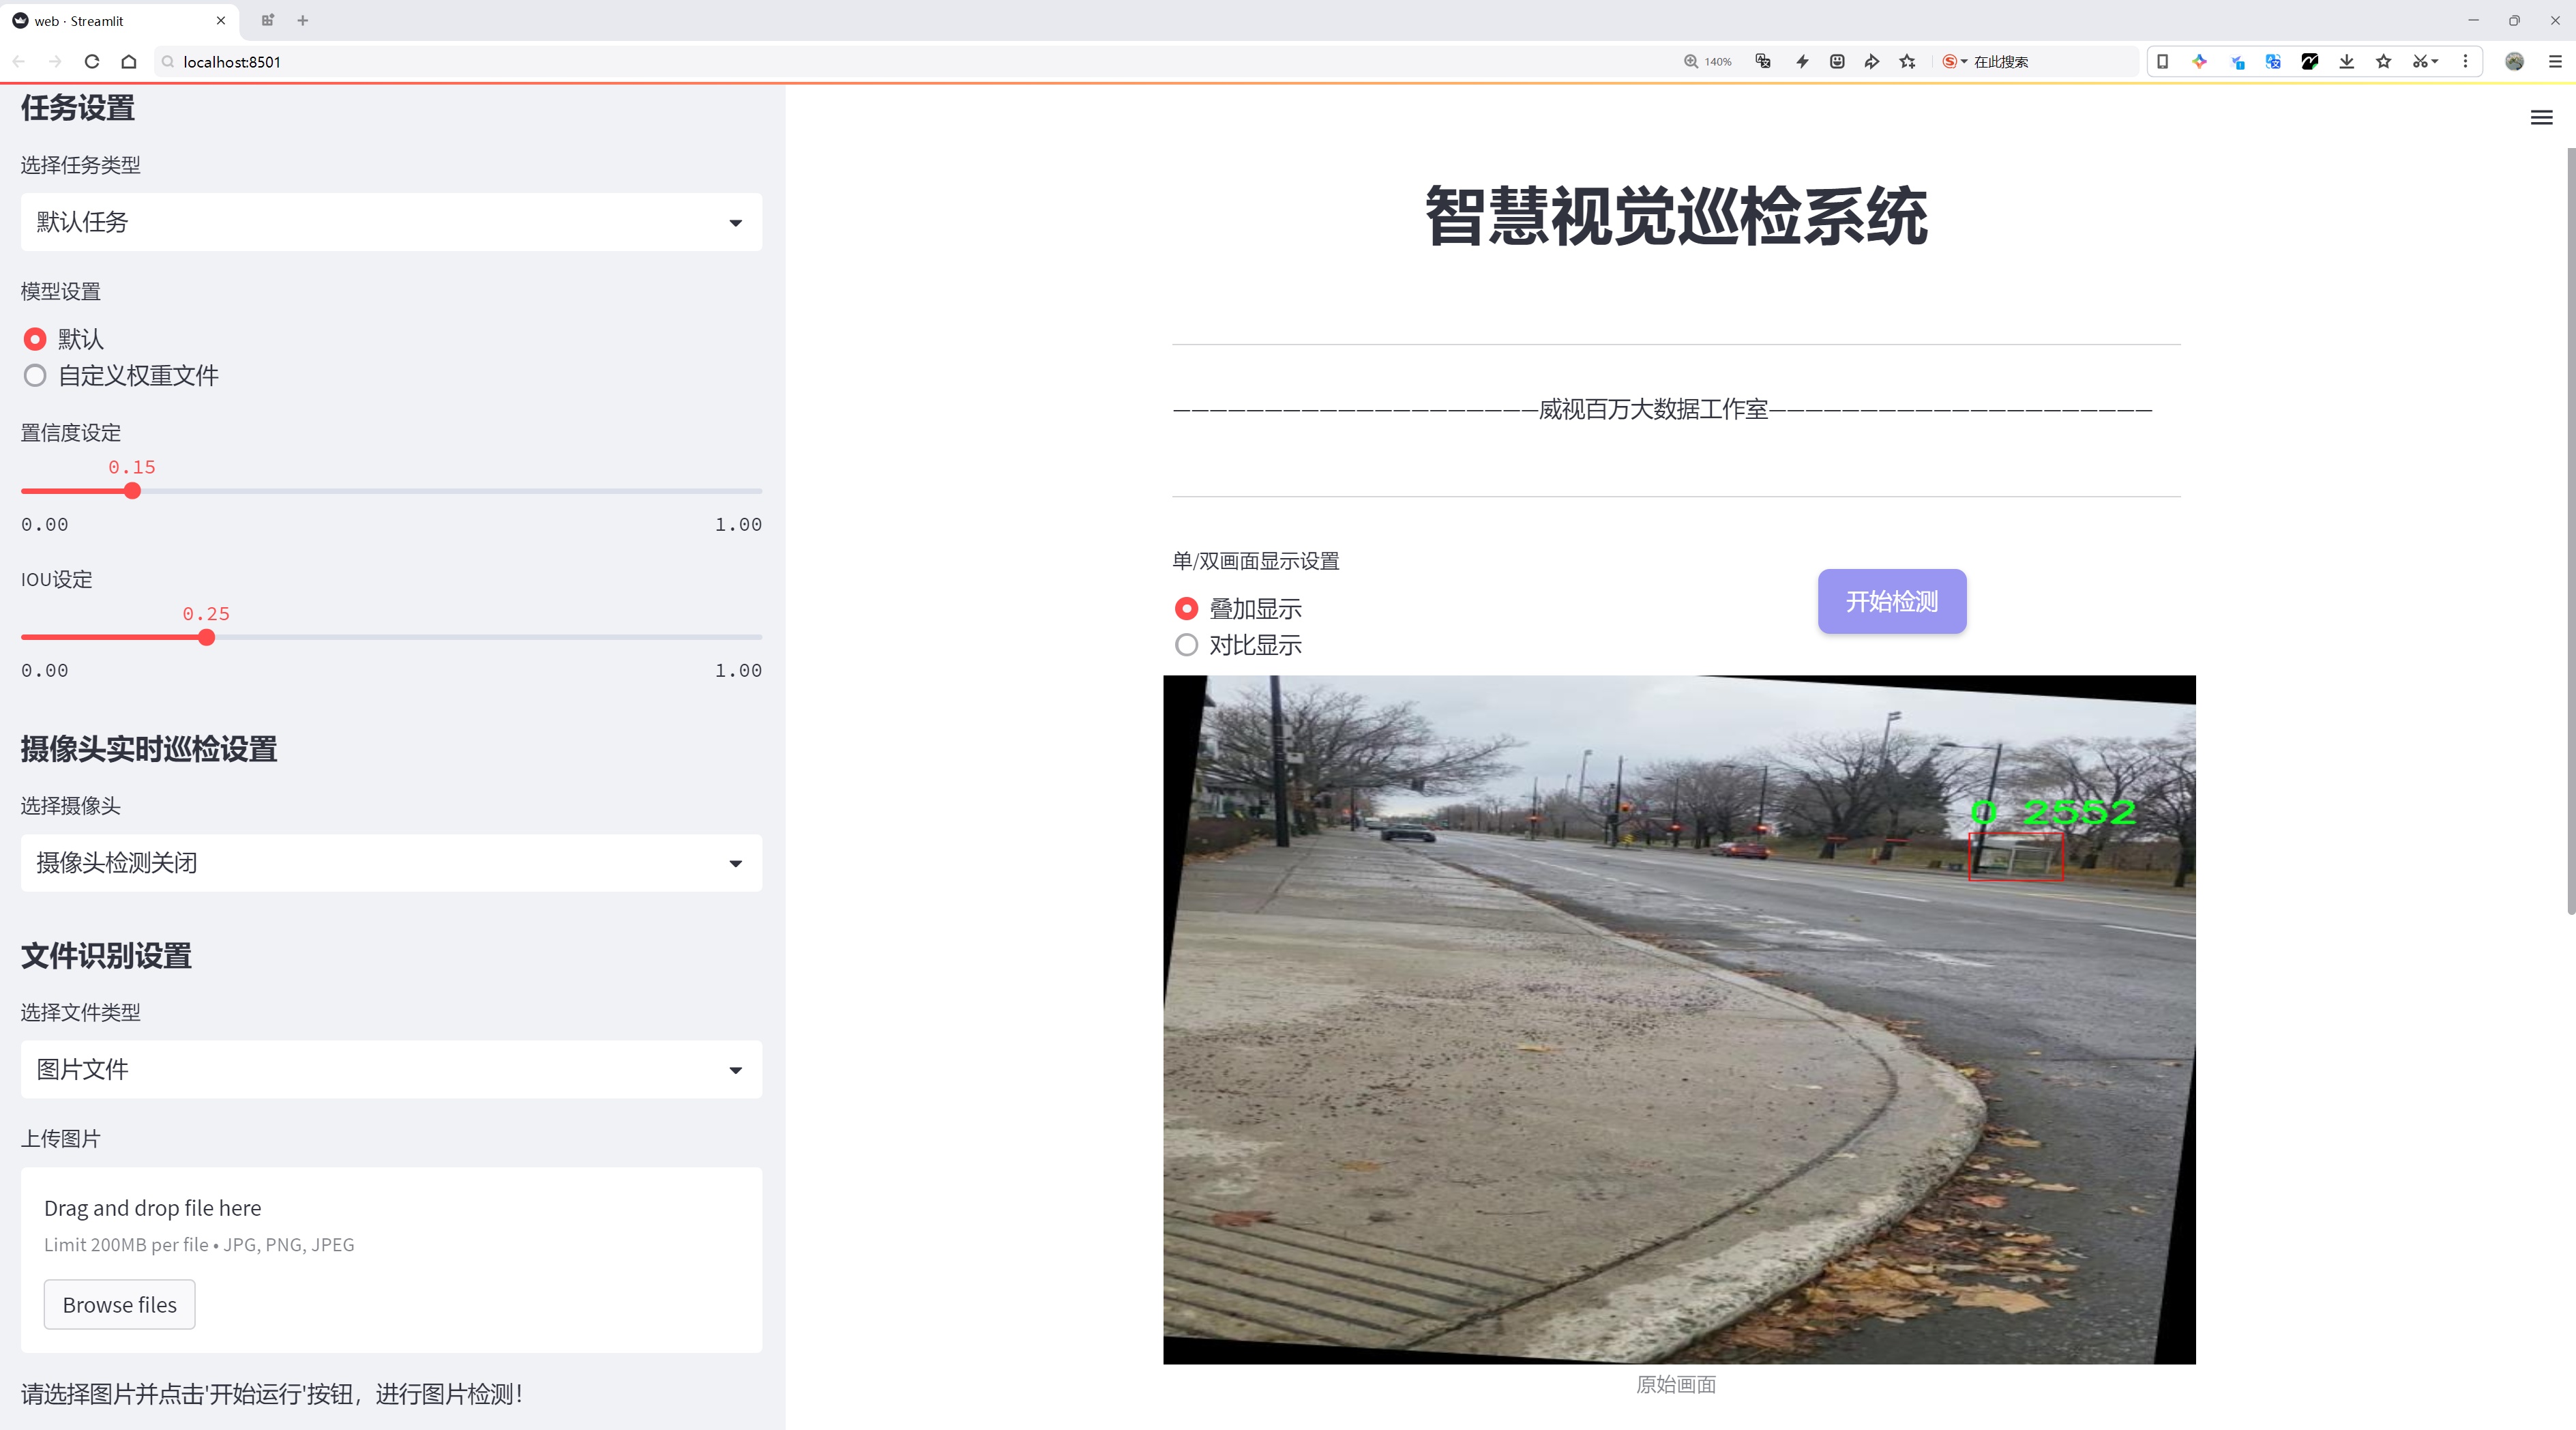 web · Streamlit
localhost:8501
140%
在此搜索
任务设置
选择任务类型
默认任务
模型设置
默认
自定义权重文件
置信度设定
0.15
0.00 1.00
IOU设定
0.25
0.00 1.00
摄像头实时巡检设置
选择摄像头
摄像头检测关闭
文件识别设置
选择文件类型
图片文件
上传图片
Drag and drop file here
Limit 200MB per file • JPG, PNG, JPEG
Browse files
请选择图片并点击'开始运行'按钮，进行图片检测！
智慧视觉巡检系统
————————————————————威视百万大数据工作室—————————————————————
单/双画面显示设置
叠加显示
对比显示
开始检测
0 2552
原始画面